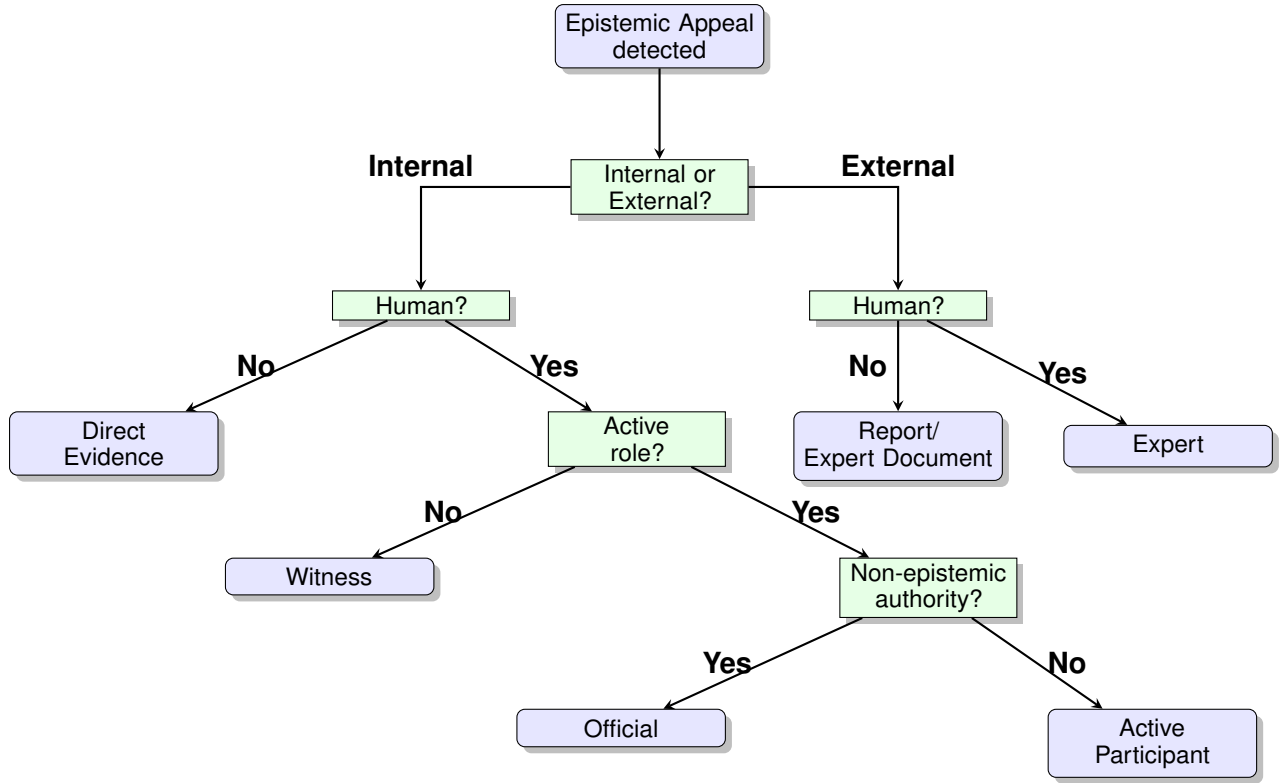 Epistemic Appeal
detected
Internal
Internal or
External?
External
Human?
Human?
No
Yes
No
Yes
Direct
Evidence
Active
role?
Report/
Expert Document
Expert
No
Yes
Witness
Non-epistemic
authority?
Yes
No
Official
Active
Participant